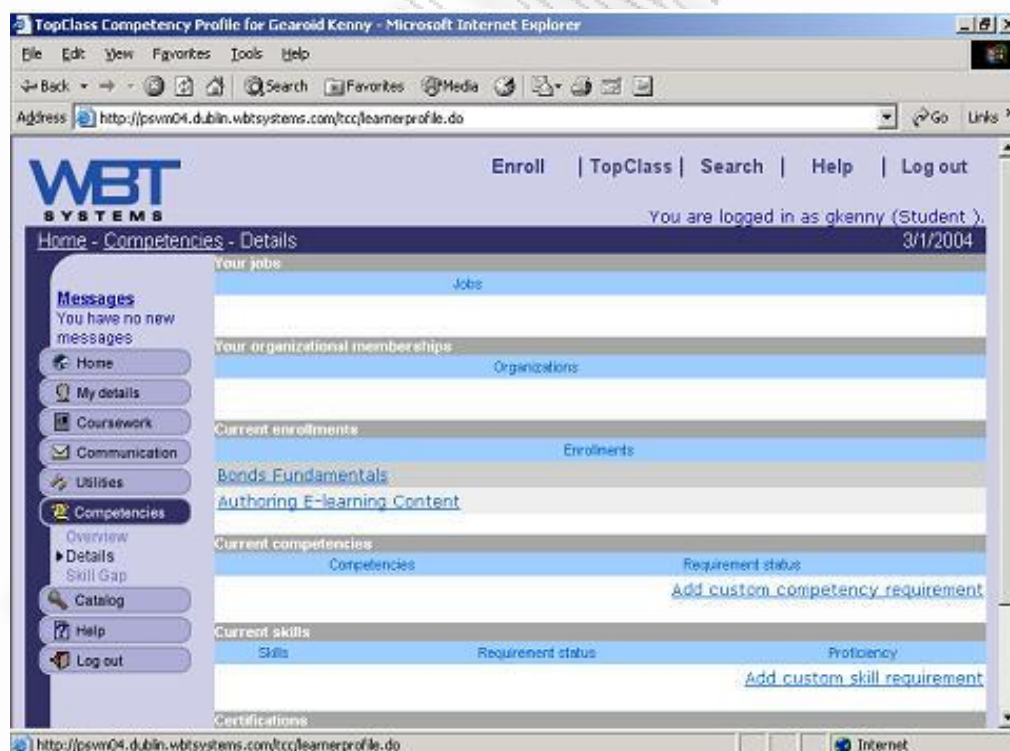 TopClass Competency Profile for Gearoid Kenny - Microsoft Internet Explorer
File Edit View Favorites Tools Help
Back Search Favorites Media
Address http://psvm04.dublin.wbtsystems.com/tcc/learnerprofile.do Go Links
Enroll | TopClass | Search | Help | Log out
WBT
SYSTEMS
You are logged in as gkenny (Student ).
Home - Competencies - Details 3/1/2004
Messages
You have no new
messages
Home
My details
Coursework
Communication
Utilities
Competencies
Overview
Details
Skill Gap
Catalog
Help
Log out
Your jobs
Jobs
Your organizational memberships
Organizations
Current enrollments
Enrollments
Bonds Fundamentals
Authoring E-learning Content
Current competencies
Competencies Requirement status
Add custom competency requirement
Current skills
Skills Requirement status Proficiency
Add custom skill requirement
Certifications
http://psvm04.dublin.wbtsystems.com/tcc/learnerprofile.do Internet